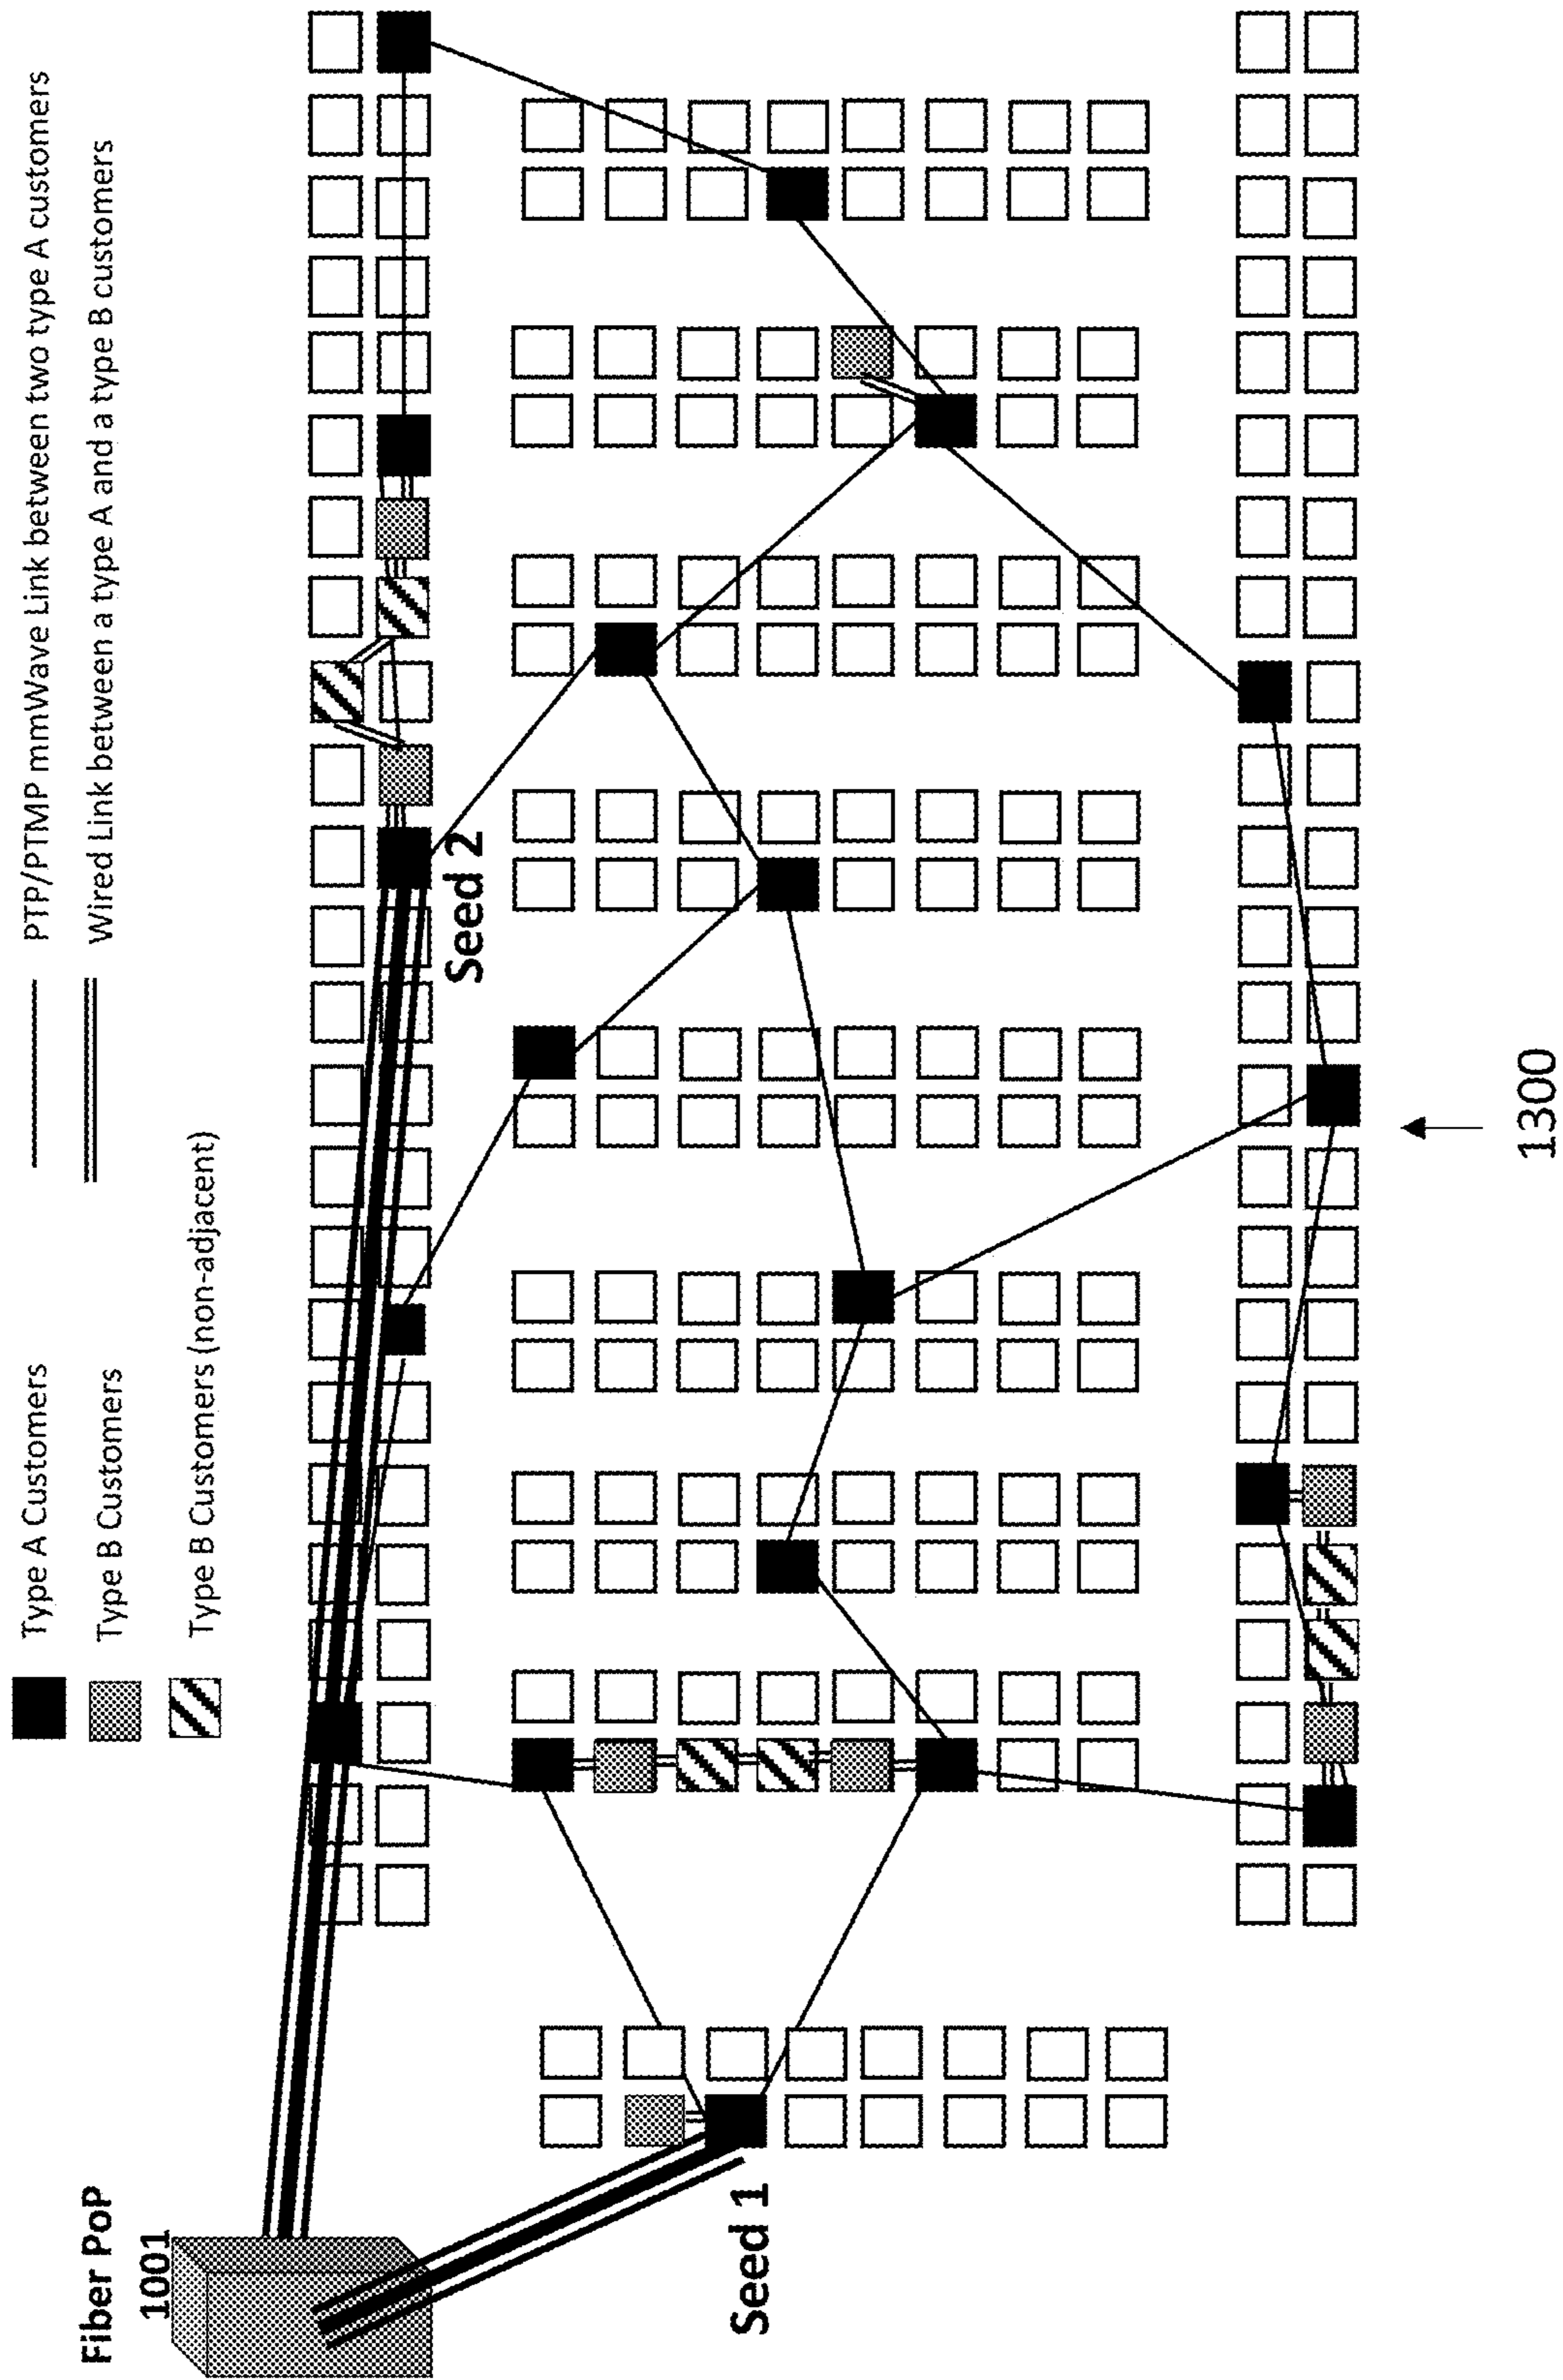 Type A Customers
Type B Customers
Type B Customers (non-adjacent)
PTP/PTMP mmWave Link between two type A customers
Wired Link between a type A and a type B customers
Fiber PoP
1001
Seed 2
Seed 1
1300